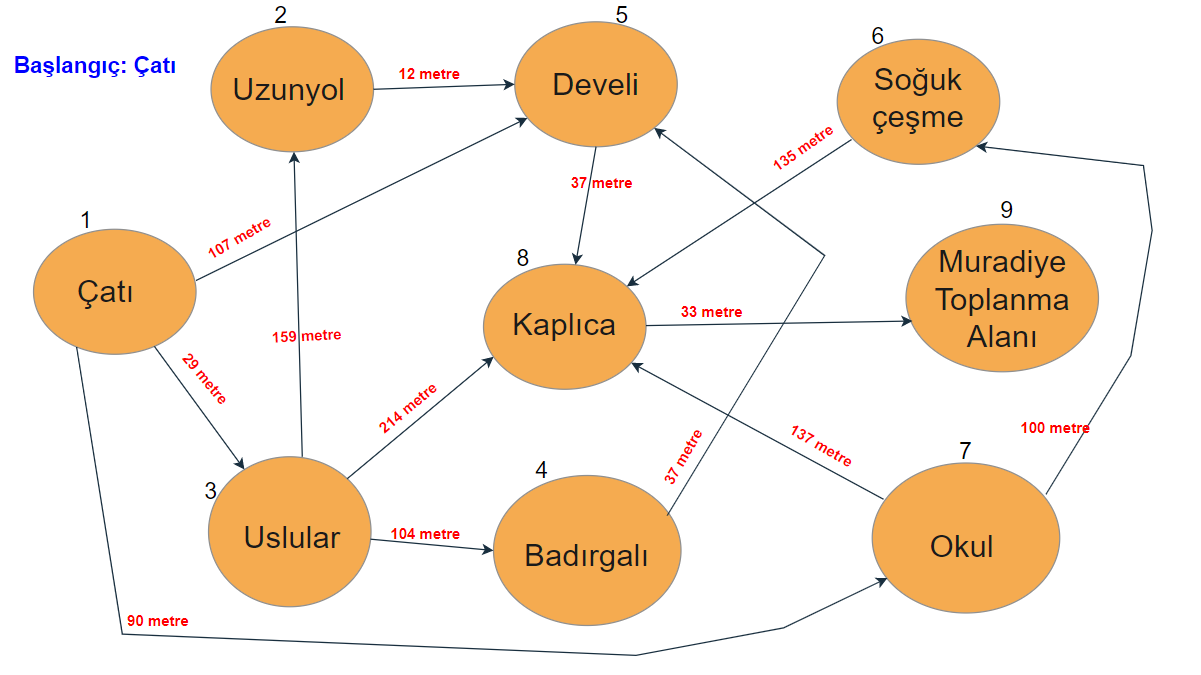 Başlangıç: Çatı
2
Uzunyol
12 metre
5
Develi
6
Soğuk
çeşme
135 metre
37 metre
107 metre
1
Çatı
8
Kaplıca
33 metre
9
Muradiye
Toplanma
Alanı
159 metre
29 metre
214 metre
37 metre
137 metre
100 metre
3
Uslular
104 metre
4
Badırgalı
7
Okul
90 metre